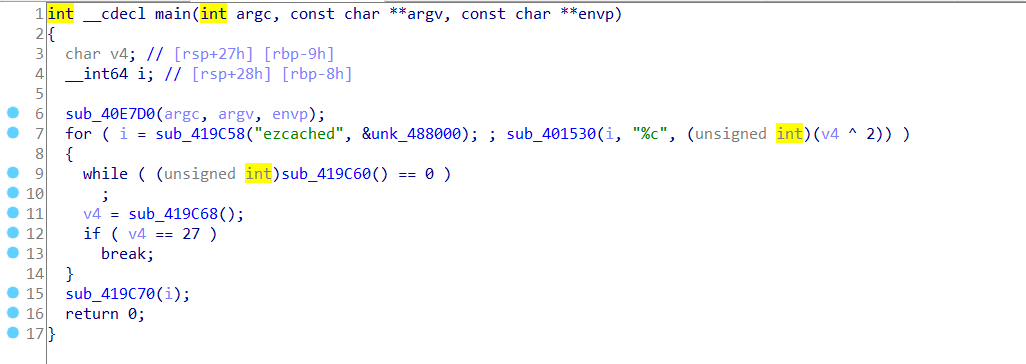 1 int __cdecl main(int argc, const char **argv, const char **envp)
2 {
3   char v4; // [rsp+27h] [rbp-9h]
4   __int64 i; // [rsp+28h] [rbp-8h]
5
6   sub_40E7D0(argc, argv, envp);
7   for ( i = sub_419C58("ezcached", &unk_488000); ; sub_401530(i, "%c", (unsigned int)(v4 ^ 2)) )
8   {
9     while ( (unsigned int)sub_419C60() == 0 )
10       ;
11     v4 = sub_419C68();
12     if ( v4 == 27 )
13       break;
14   }
15   sub_419C70(i);
16   return 0;
17 }